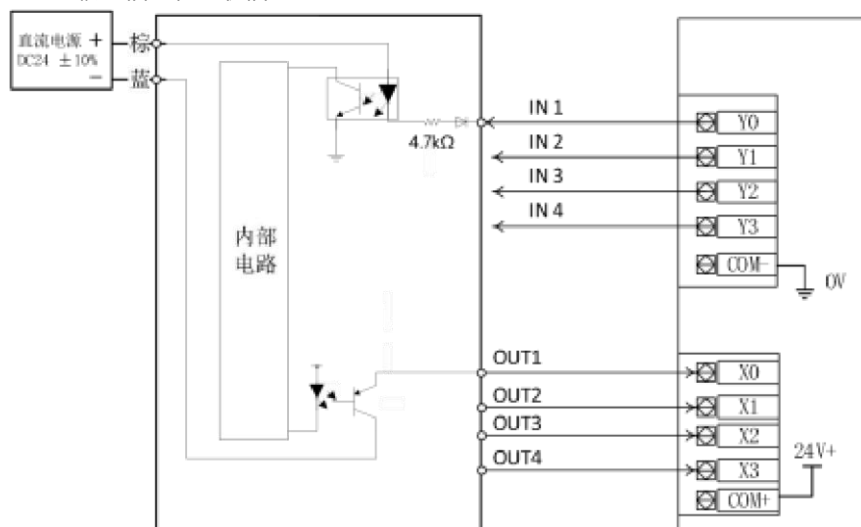 直流电源 +
DC24 ±10%
−
棕
蓝
4.7kΩ
内部
电路
IN 1
IN 2
IN 3
IN 4
Y0
Y1
Y2
Y3
COM-
0V
OUT1
OUT2
OUT3
OUT4
X0
X1
X2
X3
COM+
24V+